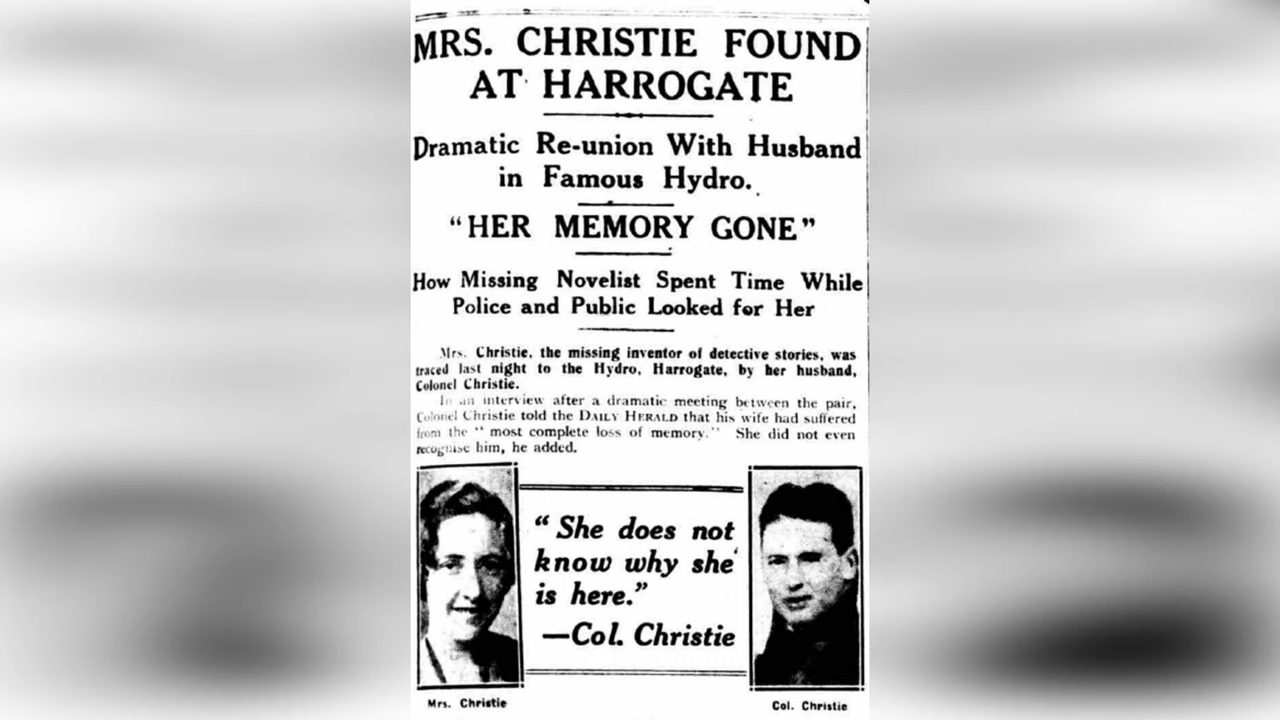 MRS. CHRISTIE FOUND
AT HARROGATE
Dramatic Re-union With Husband
in Famous Hydro.
"HER MEMORY GONE"
How Missing Novelist Spent Time While
Police and Public Looked for Her
Mrs. Christie, the missing inventor of detective stories, was
traced last night to the Hydro, Harrogate, by her husband,
Colonel Christie.
In an interview after a dramatic meeting between the pair,
Colonel Christie told the DAILY HERALD that his wife had suffered
from the " most complete loss of memory." She did not even
recognise him, he added.
"She does not
know why she
is here."
—Col. Christie
Mrs. Christie
Col. Christie